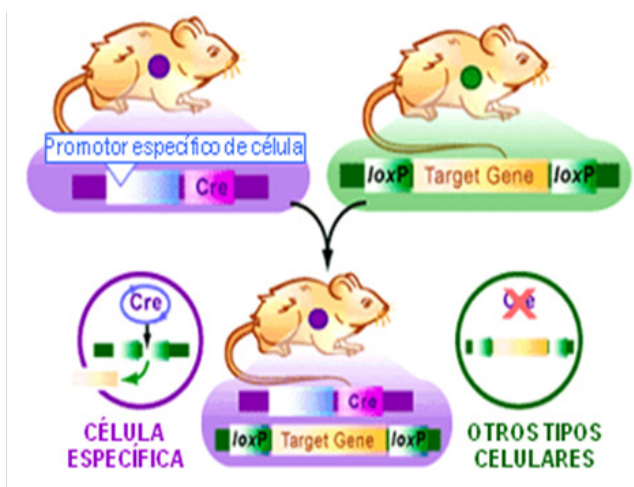 Promotor específico de célula
Cre
loxP Target Gene loxP
Cre
Cre
Cre
loxP Target Gene loxP
CÉLULA
ESPECÍFICA
OTROS TIPOS
CELULARES